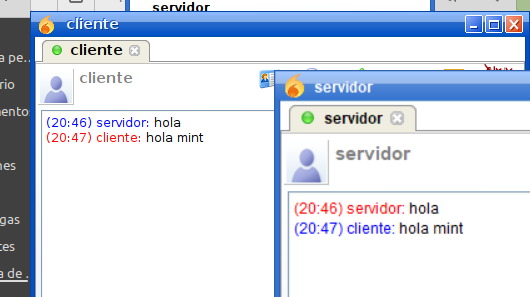 servidor
cliente
cliente
cliente
(20:46) servidor: hola
(20:47) cliente: hola mint
servidor
servidor
servidor
(20:46) servidor: hola
(20:47) cliente: hola mint
a pe...
rio
mento
nes
gas
tes
a de ...